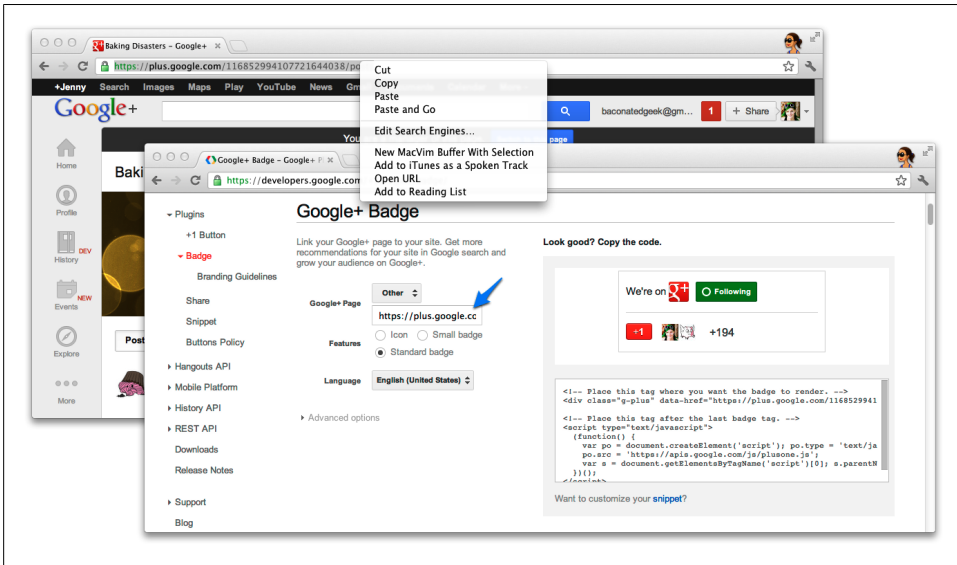 Baking Disasters - Google+
https://plus.google.com/116852994107721644038/po
+Jenny Search Images Maps Play YouTube News Gm
Google+
baconatedgeek@gm... 1 + Share
You
page
Home
Profile
History DEV
Events NEW
Explore
More
Baki
Post
Cut
Copy
Paste
Paste and Go
Edit Search Engines...
New MacVim Buffer With Selection
Add to iTunes as a Spoken Track
Open URL
Add to Reading List
Google+ Badge - Google+ P
https://developers.google.com
Plugins
+1 Button
Badge
Branding Guidelines
Share
Snippet
Buttons Policy
Hangouts API
Mobile Platform
History API
REST API
Downloads
Release Notes
Support
Blog
Google+ Badge
Link your Google+ page to your site. Get more
recommendations for your site in Google search and
grow your audience on Google+.
Google+ Page Other
https://plus.google.cc
Features Icon Small badge
Standard badge
Language English (United States)
Advanced options
Look good? Copy the code.
We're on g+ Following
+1 +194
<!-- Place this tag where you want the badge to render. -->
<div class="g-plus" data-href="https://plus.google.com/1168529941
<!-- Place this tag after the last badge tag. -->
<script type="text/javascript">
(function() {
var po = document.createElement('script'); po.type = 'text/ja
po.src = 'https://apis.google.com/js/plusone.js';
var s = document.getElementsByTagName('script')[0]; s.parentN
})();
</script>
Want to customize your snippet?